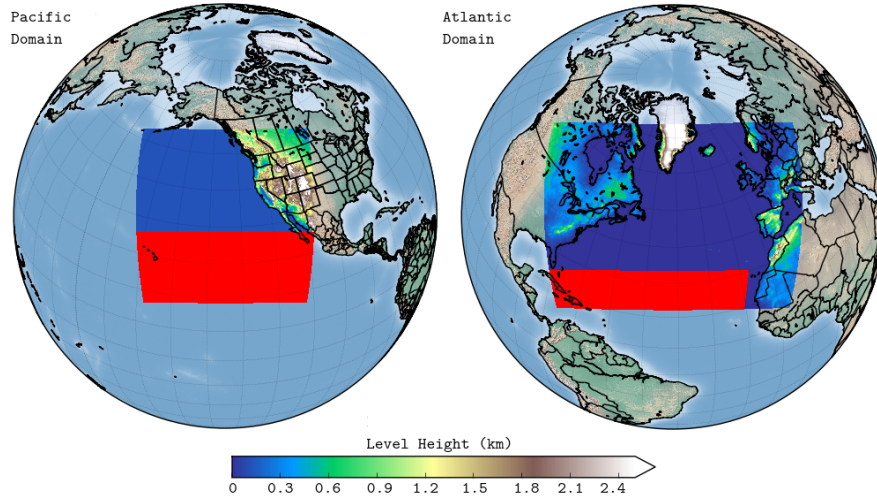 Pacific
Domain
Atlantic
Domain
Level Height (km)
0 0.3 0.6 0.9 1.2 1.5 1.8 2.1 2.4